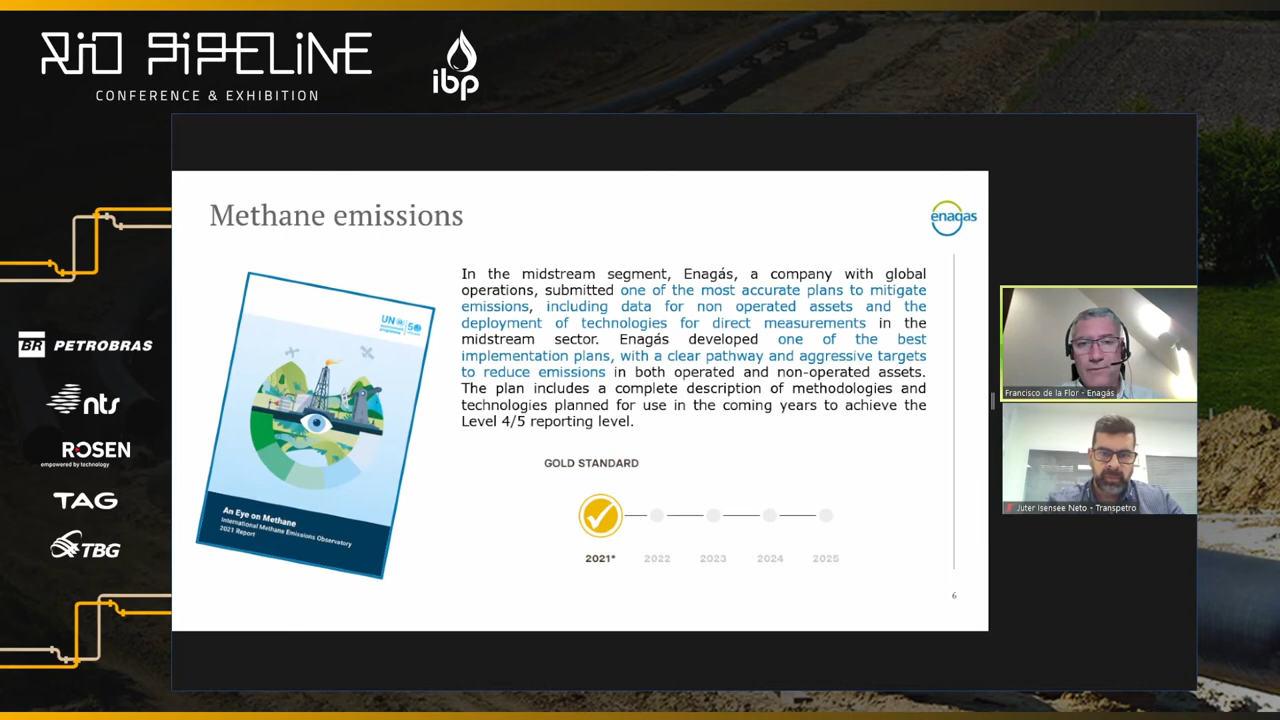 RIO PIPELINE
CONFERENCE & EXHIBITION
ibp
Methane emissions
enagas
In the midstream segment, Enagás, a company with global
operations, submitted one of the most accurate plans to mitigate
emissions, including data for non operated assets and the
deployment of technologies for direct measurements in the
midstream sector. Enagás developed one of the best
implementation plans, with a clear pathway and aggressive targets
to reduce emissions in both operated and non-operated assets.
The plan includes a complete description of methodologies and
technologies planned for use in the coming years to achieve the
Level 4/5 reporting level.
UN
50
An Eye on Methane
International Methane Emissions Observatory
2021 Report
GOLD STANDARD
2021* 2022 2023 2024 2025
6
Francisco de la Flor - Enagás
Juter Isensee Neto - Transpetro
BR PETROBRAS
nts
ROSEN
empowered by technology
TAG
TBG